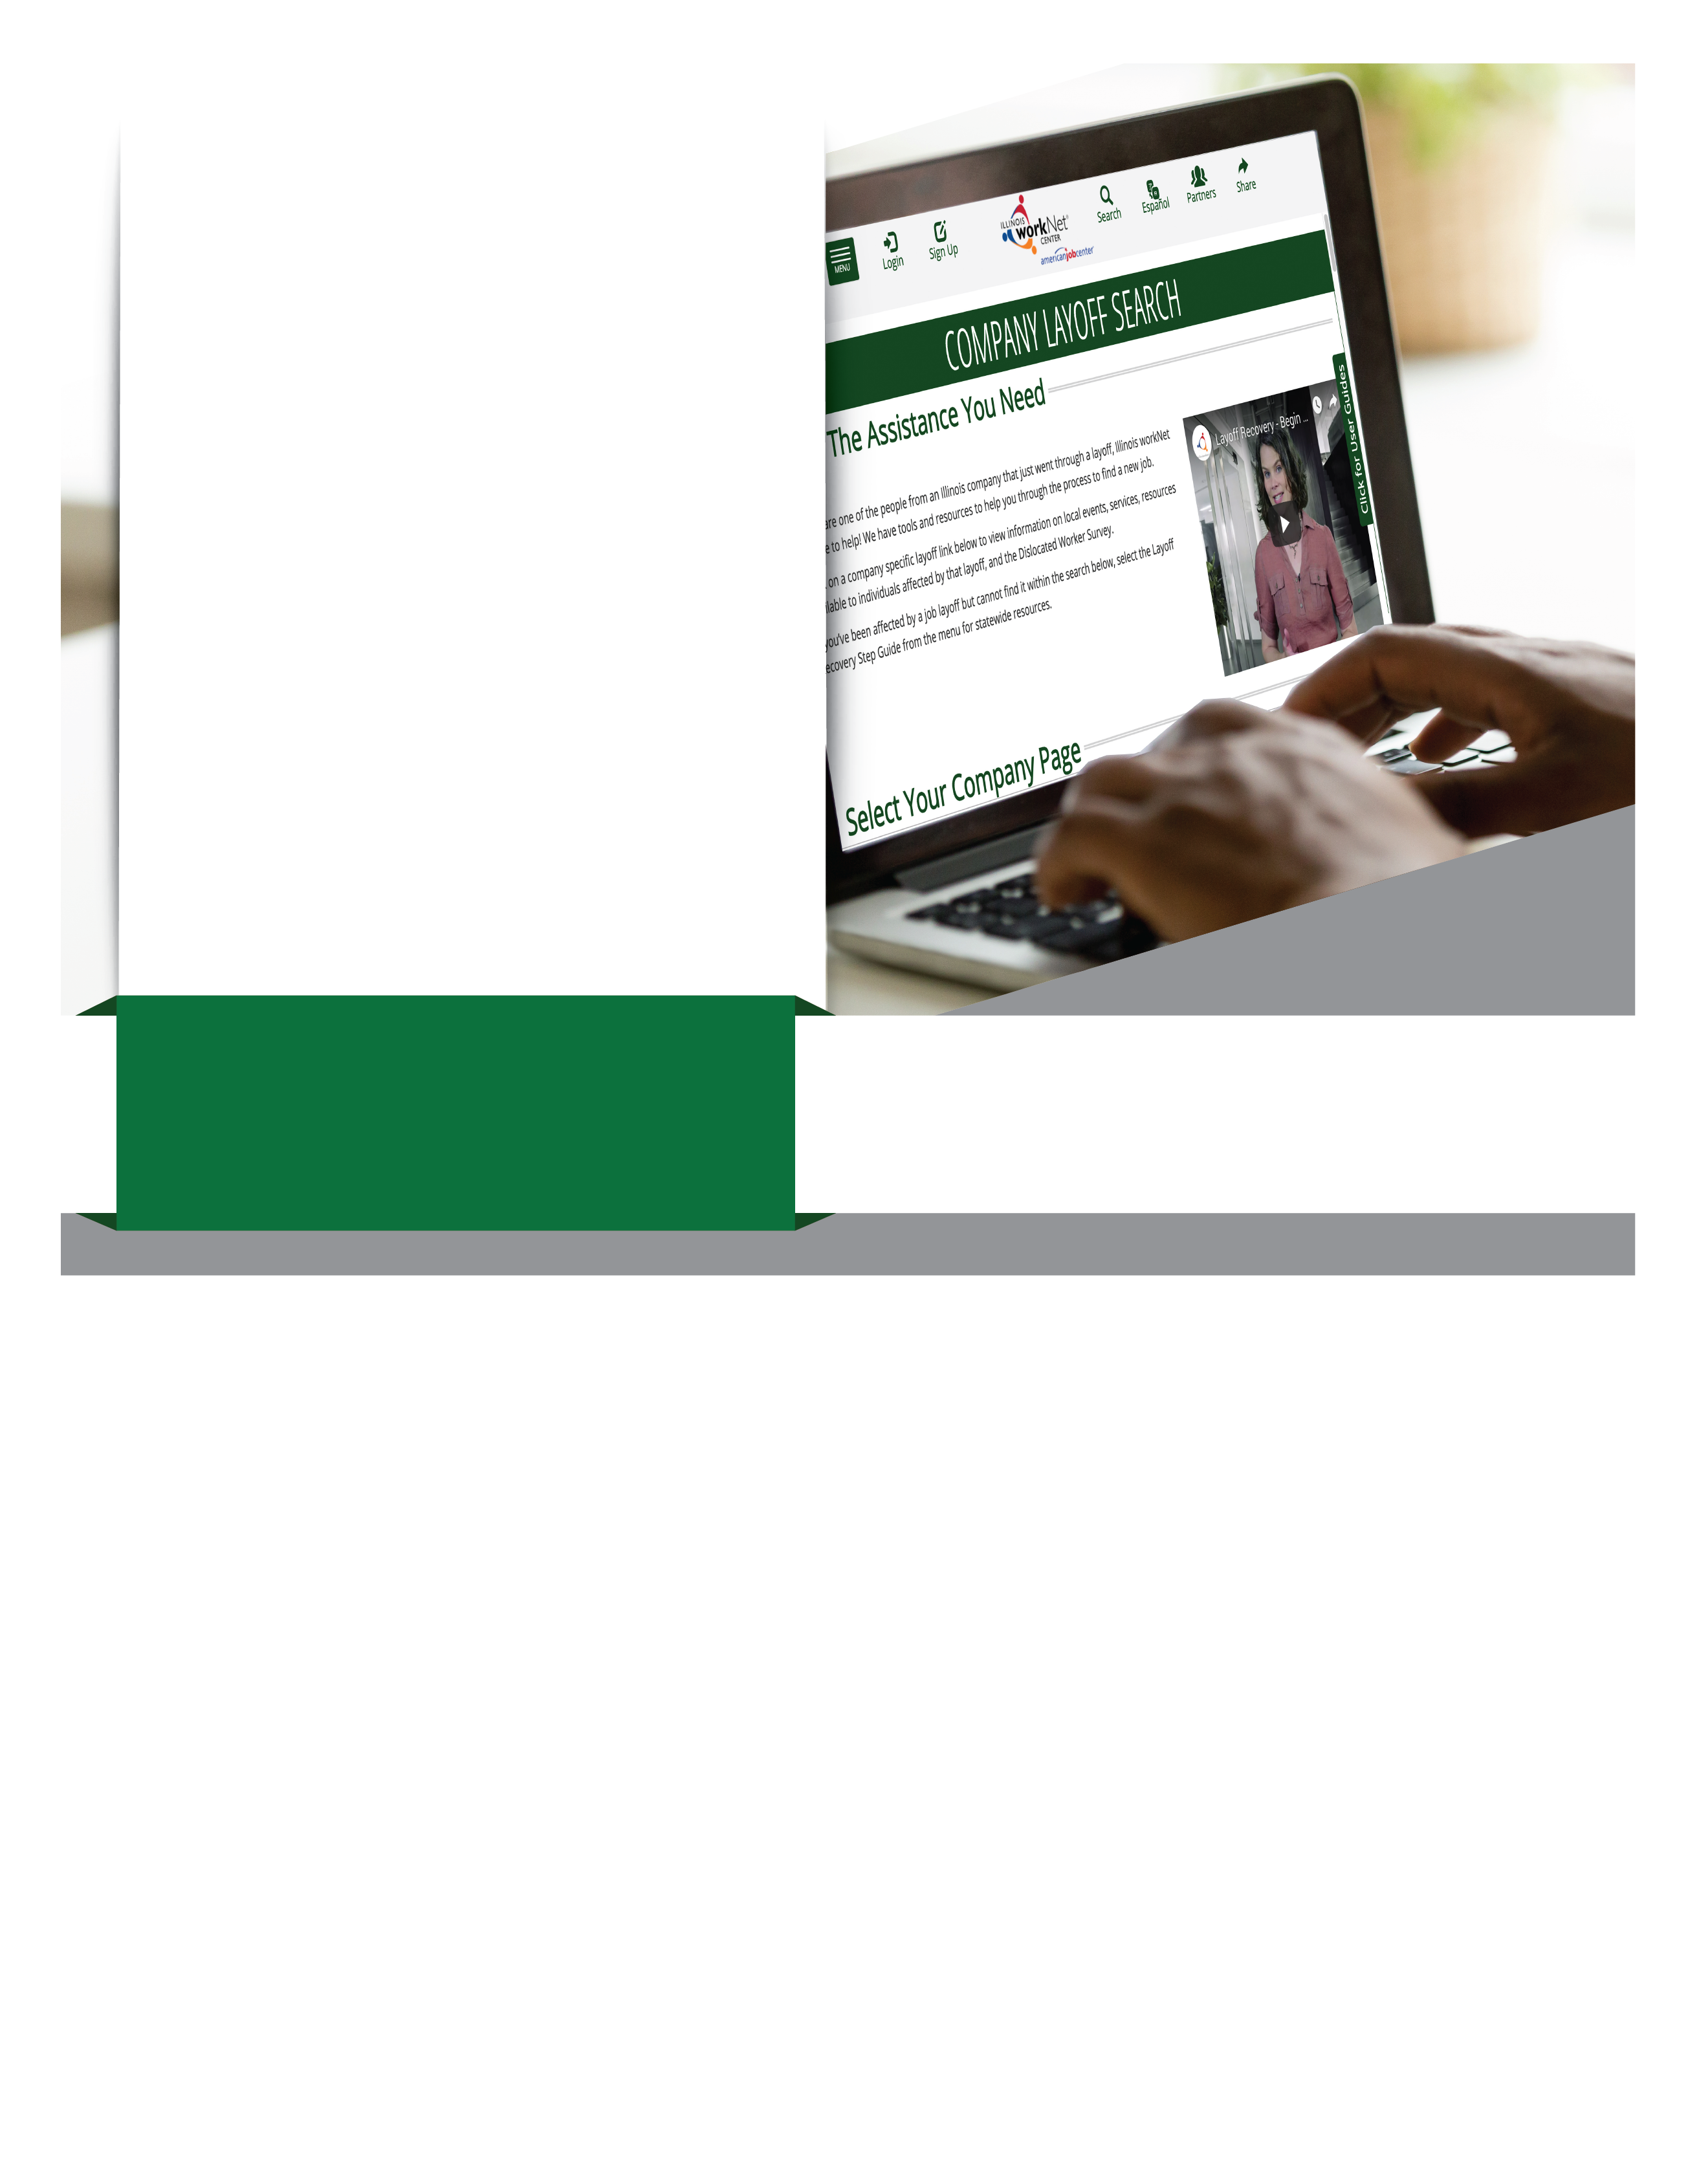 MENU
Login
Sign Up
ILLINOIS
workNet®
CENTER
americanjobcenter
Search
Español
Partners
Share
COMPANY LAYOFF SEARCH
The Assistance You Need
are one of the people from an Illinois company that just went through a layoff, Illinois workNet
e to help! We have tools and resources to help you through the process to find a new job.
on a company specific layoff link below to view information on local events, services, resources
ilable to individuals affected by that layoff, and the Dislocated Worker Survey.
you've been affected by a job layoff but cannot find it within the search below, select the Layoff
ecovery Step Guide from the menu for statewide resources.
Layoff Recovery - Begin ...
Click for User Guides
Select Your Company Page